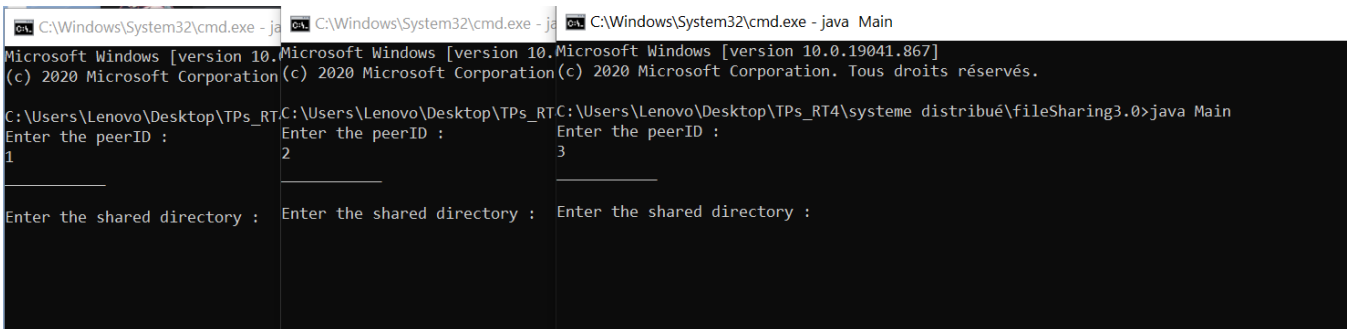 C:\Windows\System32\cmd.exe - ja
Microsoft Windows [version 10.
(c) 2020 Microsoft Corporation
C:\Users\Lenovo\Desktop\TPs_RT
Enter the peerID :
1
___________
Enter the shared directory :
C:\Windows\System32\cmd.exe - ja
Microsoft Windows [version 10.
(c) 2020 Microsoft Corporation
C:\Users\Lenovo\Desktop\TPs_RT
Enter the peerID :
2
___________
Enter the shared directory :
C:\Windows\System32\cmd.exe - java Main
Microsoft Windows [version 10.0.19041.867]
(c) 2020 Microsoft Corporation. Tous droits réservés.
C:\Users\Lenovo\Desktop\TPs_RT4\systeme distribué\fileSharing3.0>java Main
Enter the peerID :
3
___________
Enter the shared directory :